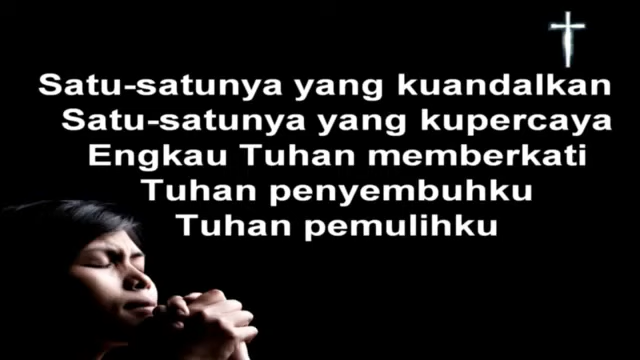 Satu-satunya yang kuandalkan
Satu-satunya yang kupercaya
Engkau Tuhan memberkati
Tuhan penyembuhku
Tuhan pemulihku